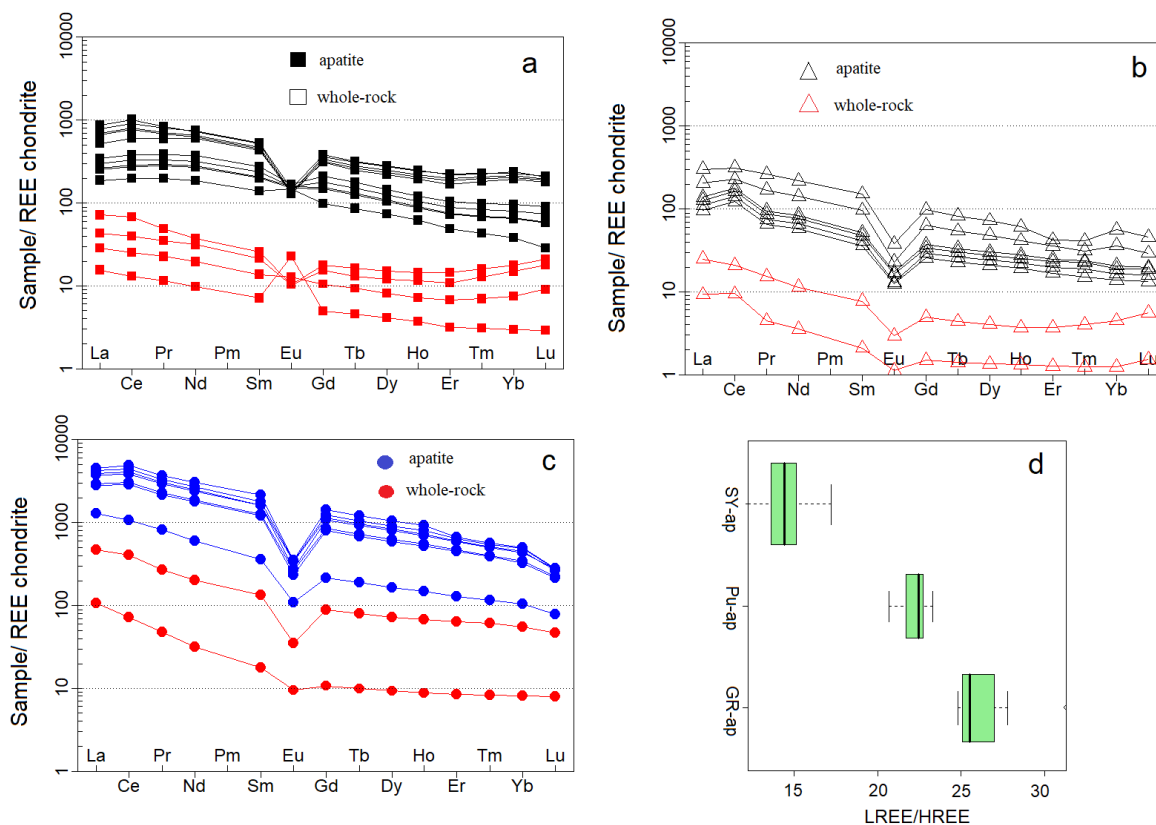 a
apatite
whole-rock
Sample/ REE chondrite
10000
1000
100
10
1
La Pr Pm Eu Tb Ho Tm Lu
Ce Nd Sm Gd Dy Er Yb
b
apatite
whole-rock
Sample/ REE chondrite
10000
1000
100
10
1
La Pr Pm Eu Tb Ho Tm Lu
Ce Nd Sm Gd Dy Er Yb
c
apatite
whole-rock
Sample/ REE chondrite
10000
1000
100
10
1
La Pr Pm Eu Tb Ho Tm Lu
Ce Nd Sm Gd Dy Er Yb
d
SY-ap
Pu-ap
GR-ap
15 20 25 30
LREE/HREE